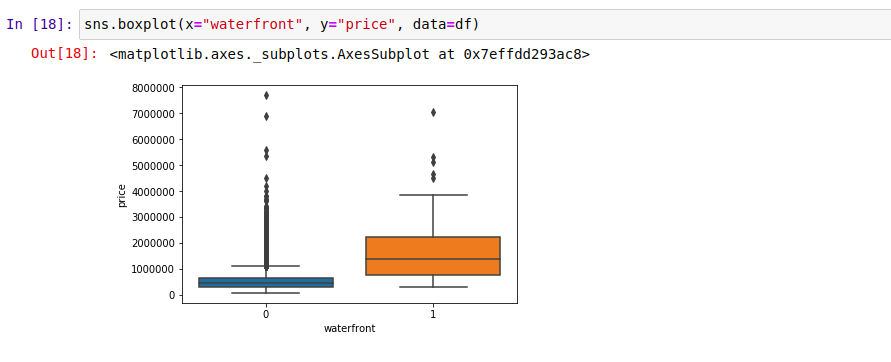 In [18]: sns.boxplot(x="waterfront", y="price", data=df)
Out[18]: <matplotlib.axes._subplots.AxesSubplot at 0x7effdd293ac8>
8000000
7000000
6000000
5000000
4000000
3000000
2000000
1000000
0
price
0 1
waterfront